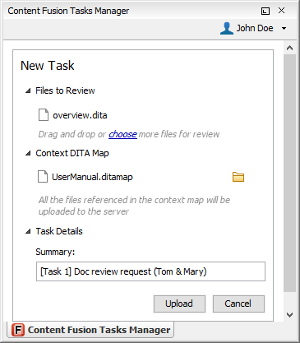 Content Fusion Tasks Manager
John Doe
New Task
Files to Review
overview.dita
Drag and drop or choose more files for review
Context DITA Map
UserManual.ditamap
All the files referenced in the context map will be
uploaded to the server
Task Details
Summary:
[Task 1] Doc review request (Tom & Mary)
Upload Cancel
F Content Fusion Tasks Manager